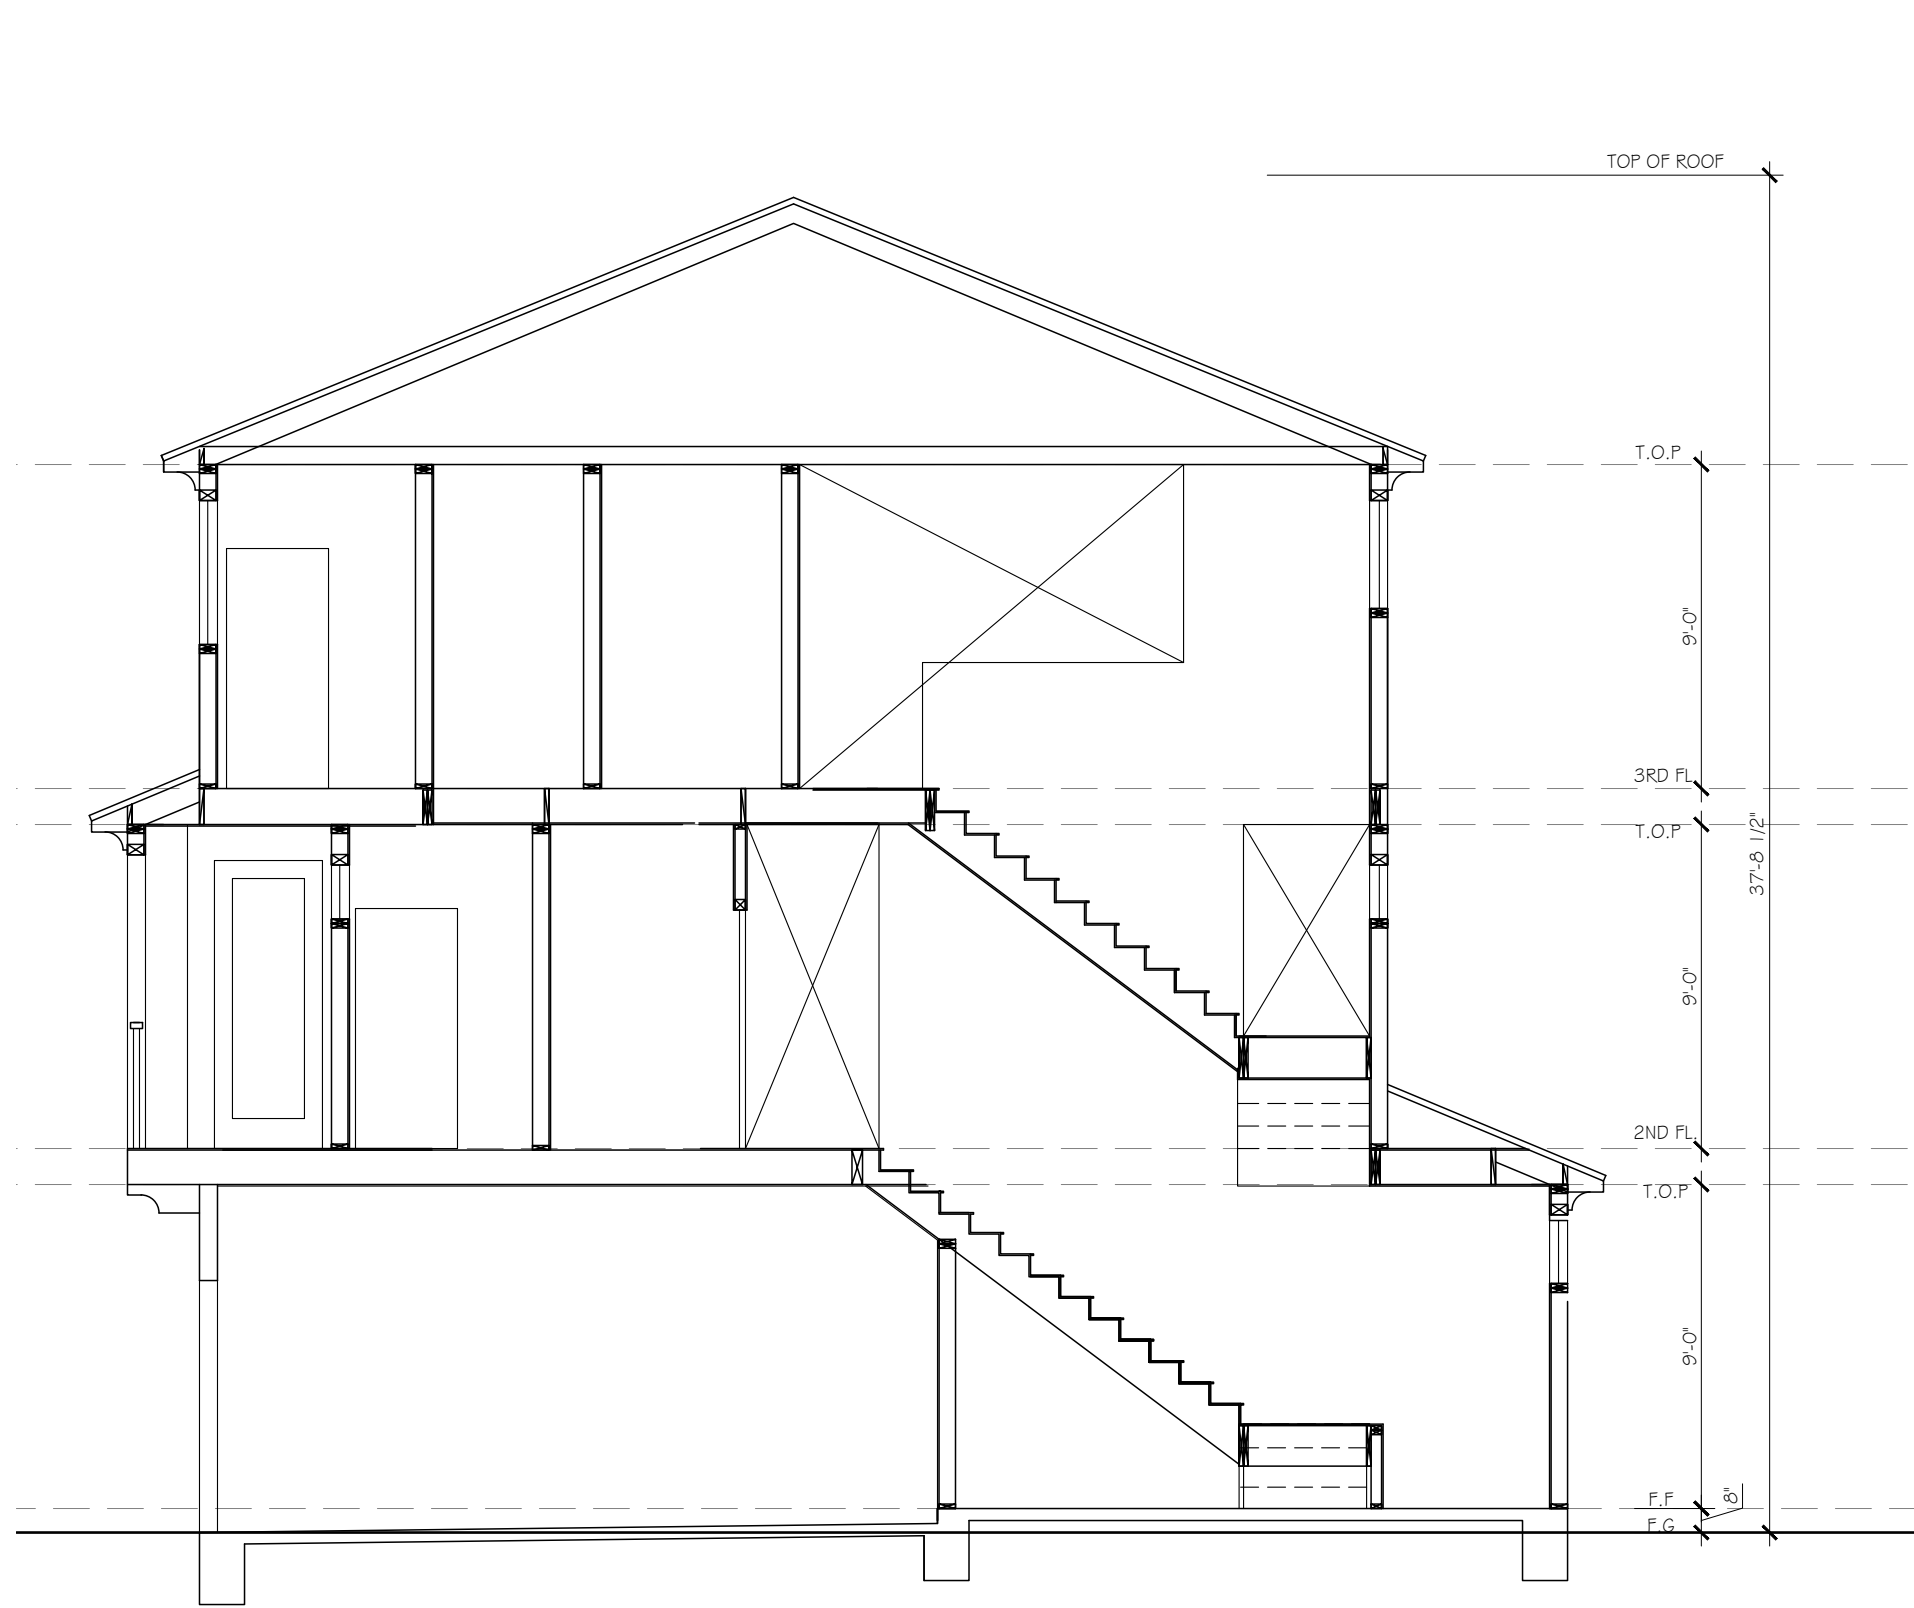 TOP OF ROOF
T.O.P
9'-0"
3RD FL.
T.O.P
37'-8 1/2"
9'-0"
2ND FL.
T.O.P
9'-0"
F.F
8"
F.G